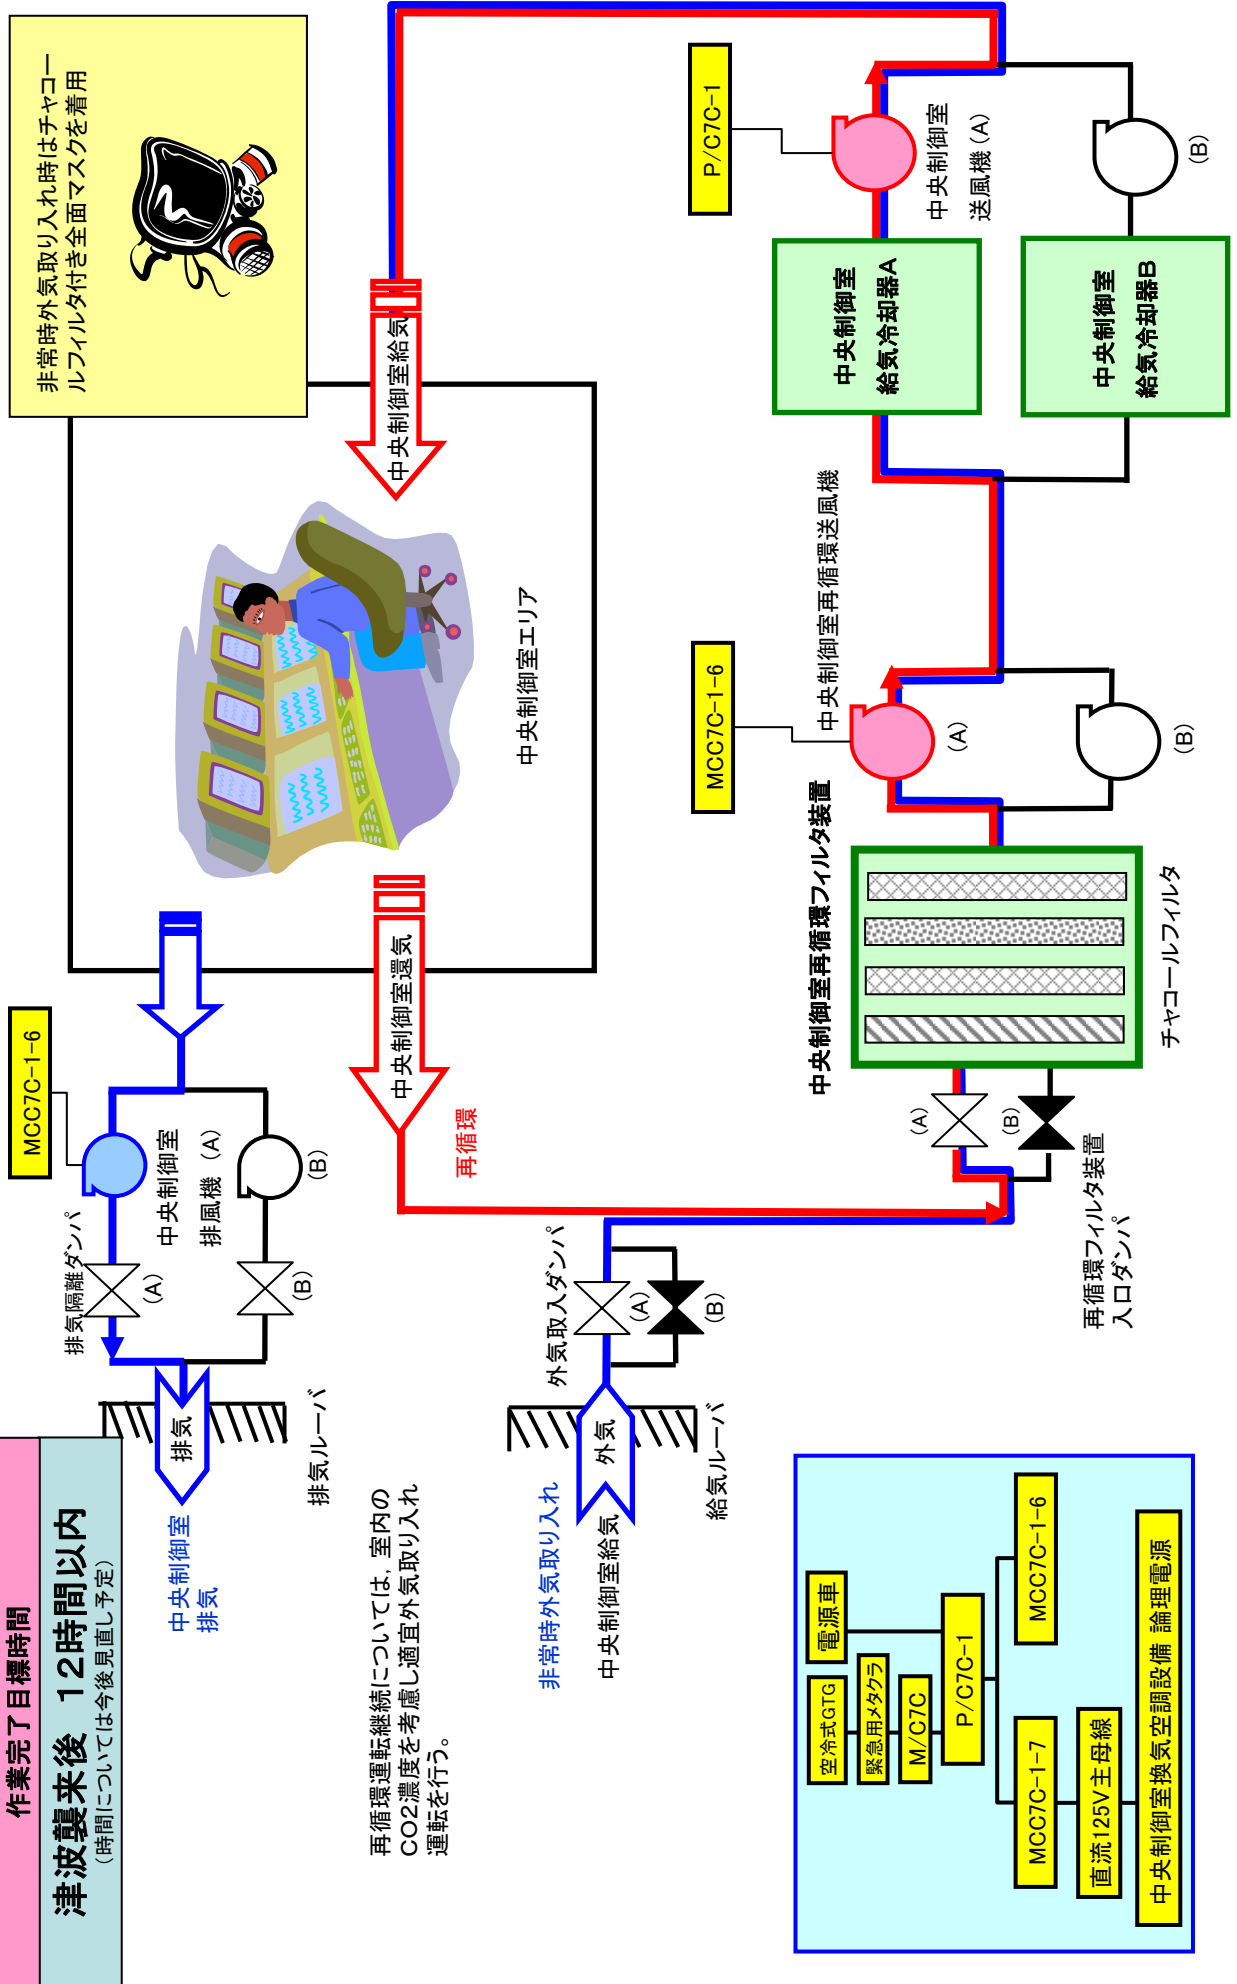 作業完了目標時間
津波襲来後 12時間以内
(時間については今後見直し予定)
非常時外気取り入れ時はチャコー
ルフィルタ付き全面マスクを着用
MCC7C-1-6
排気隔離ダンパ
(A)
中央制御室
排風機(A)
(B)
(B)
排気
中央制御室
排気
排気ルーバ
中央制御室エリア
中央制御室給気
中央制御室還気
再循環
再循環運転継続については,室内の
CO2濃度を考慮し適宜外気取り入れ
運転を行う。
非常時外気取り入れ
中央制御室給気
外気
給気ルーバ
外気取入ダンパ
(A)
(B)
再循環フィルタ装置
入口ダンパ
(A)
(B)
中央制御室再循環フィルタ装置
チャコールフィルタ
MCC7C-1-6
中央制御室再循環送風機
(A)
(B)
中央制御室
給気冷却器A
中央制御室
給気冷却器B
P/C7C-1
中央制御室
送風機(A)
(B)
空冷式GTG
電源車
緊急用メタクラ
M/C7C
P/C7C-1
MCC7C-1-7
MCC7C-1-6
直流125V主母線
中央制御室換気空調設備 論理電源